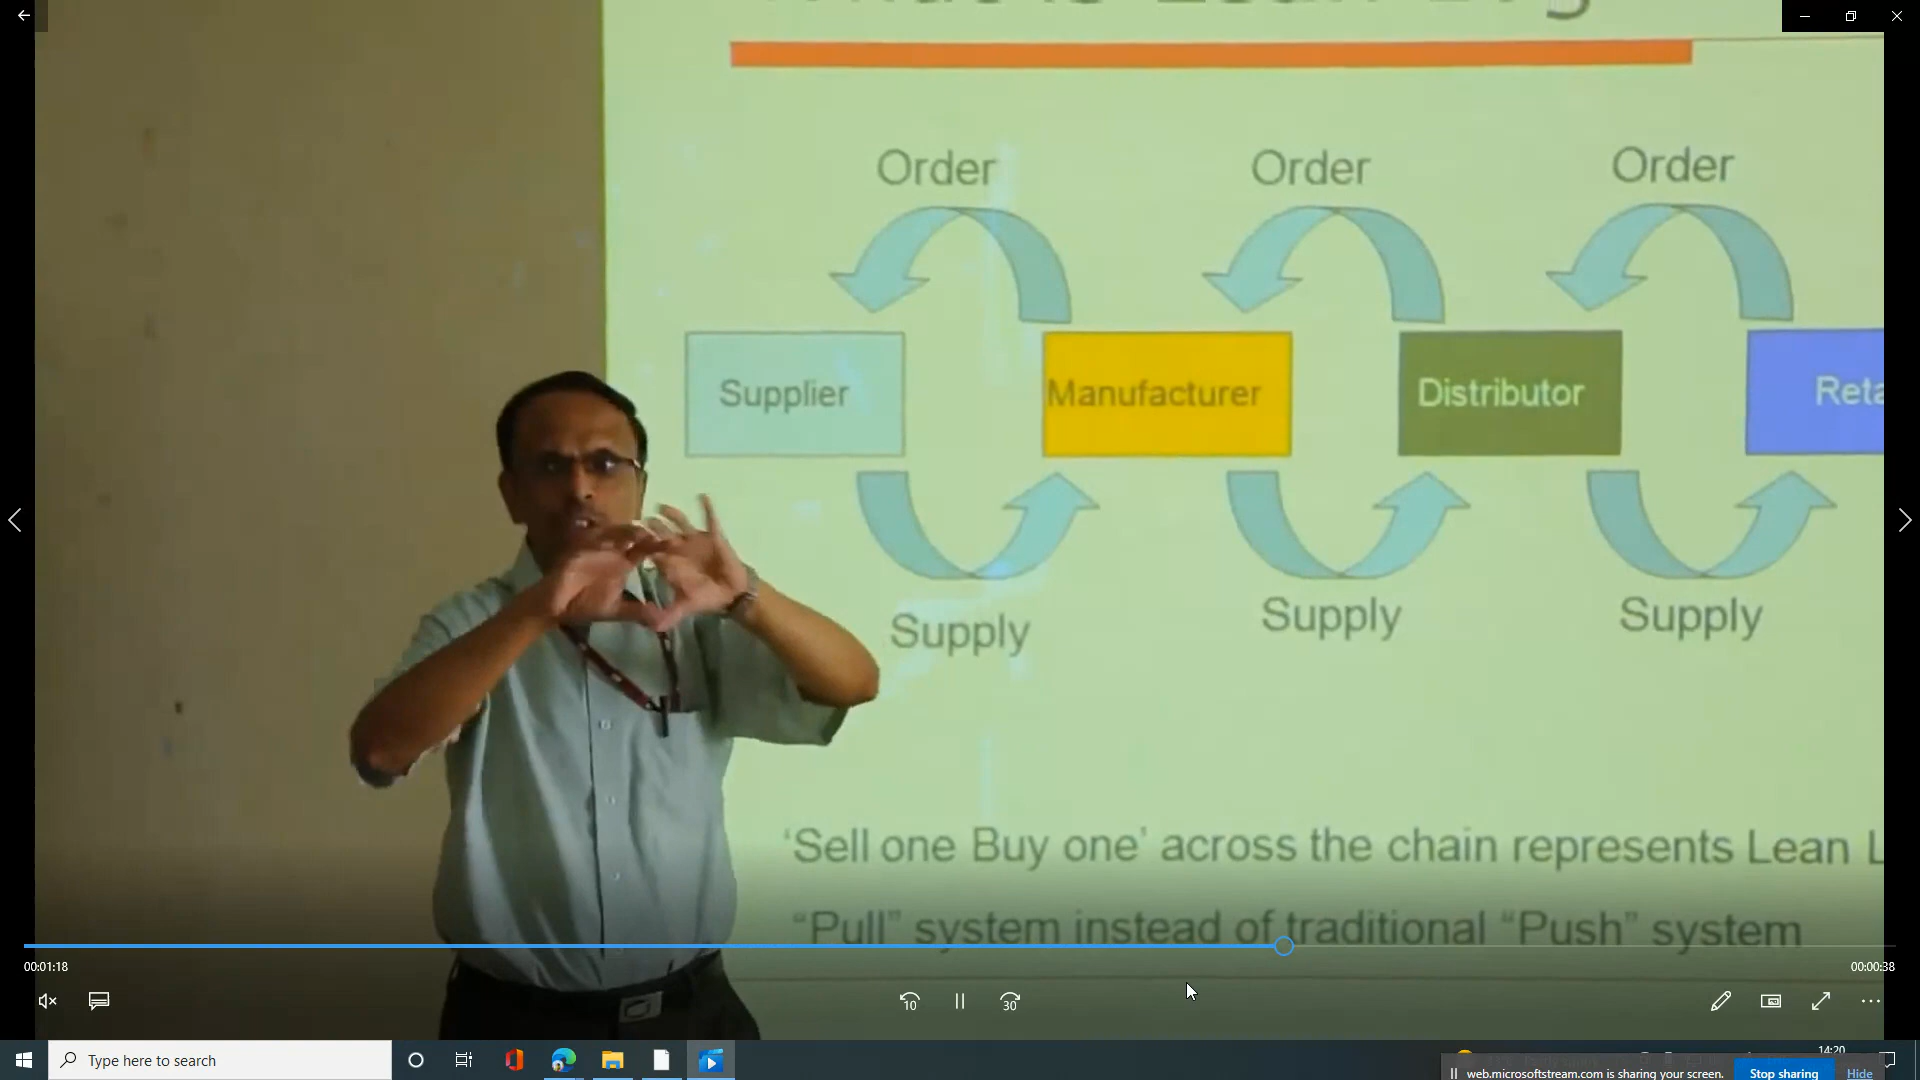 Order Order Order
Supplier Manufacturer Distributor
Supply Supply Supply
‘Sell one Buy one’ across the chain represents Lean
“Pull” system instead of traditional “Push” system
00:01:18
00:00:38
10
30
Type here to search
14:20
web.microsoftstream.com is sharing your screen.
Stop sharing
Hide